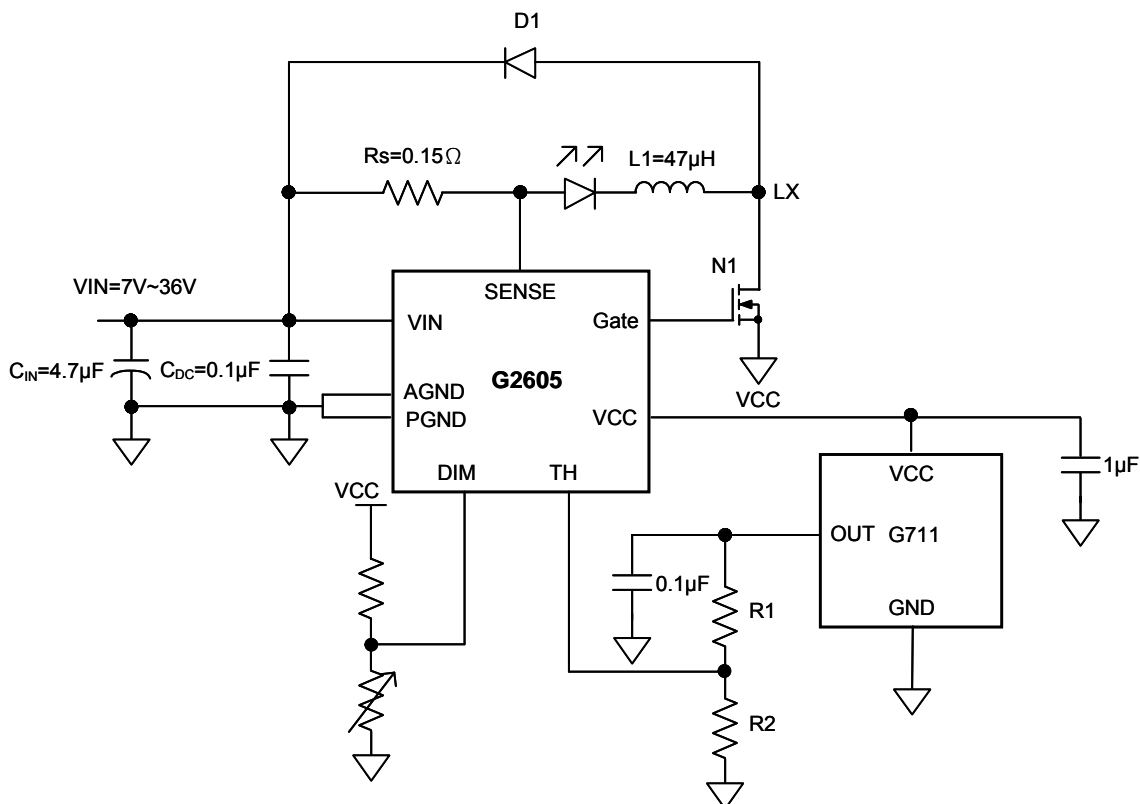 D1
Rs=0.15Ω
L1=47µH
LX
N1
VIN=7V~36V
SENSE
VIN
Gate
CIN=4.7µF
CDC=0.1µF
G2605
AGND
PGND
VCC
VCC
DIM
TH
VCC
VCC
1µF
OUT
G711
0.1µF
R1
GND
R2